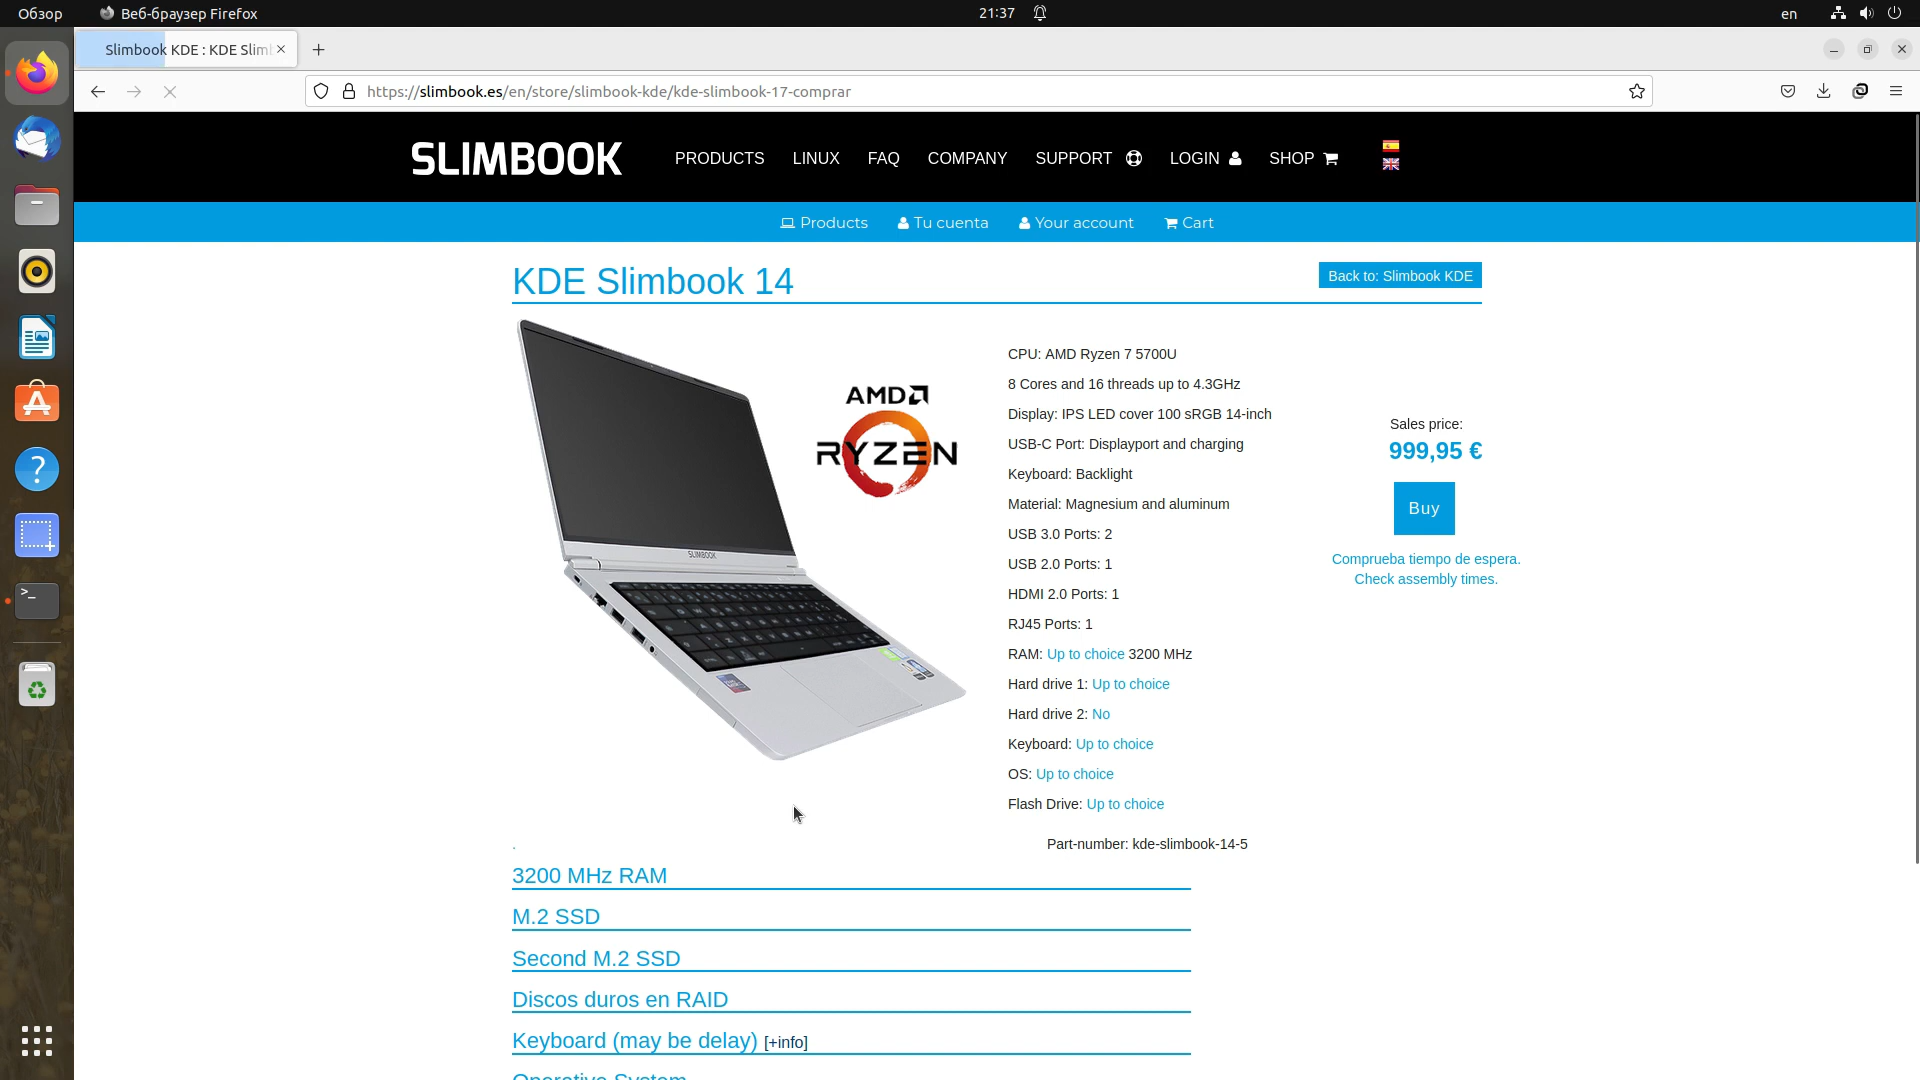 Обзор
Веб-браузер Firefox
21:37
en
Slimbook KDE : KDE Slim
https://slimbook.es/en/store/slimbook-kde/kde-slimbook-17-comprar
SLIMBOOK
PRODUCTS LINUX FAQ COMPANY SUPPORT LOGIN SHOP
Products Tu cuenta Your account Cart
KDE Slimbook 14
Back to: Slimbook KDE
SLIMBOOK
AMD
RYZEN
CPU: AMD Ryzen 7 5700U
8 Cores and 16 threads up to 4.3GHz
Display: IPS LED cover 100 sRGB 14-inch
USB-C Port: Displayport and charging
Keyboard: Backlight
Material: Magnesium and aluminum
USB 3.0 Ports: 2
USB 2.0 Ports: 1
HDMI 2.0 Ports: 1
RJ45 Ports: 1
RAM: Up to choice 3200 MHz
Hard drive 1: Up to choice
Hard drive 2: No
Keyboard: Up to choice
OS: Up to choice
Flash Drive: Up to choice
Sales price:
999,95 €
Buy
Comprueba tiempo de espera.
Check assembly times.
.
Part-number: kde-slimbook-14-5
3200 MHz RAM
M.2 SSD
Second M.2 SSD
Discos duros en RAID
Keyboard (may be delay) [+info]
Operative System